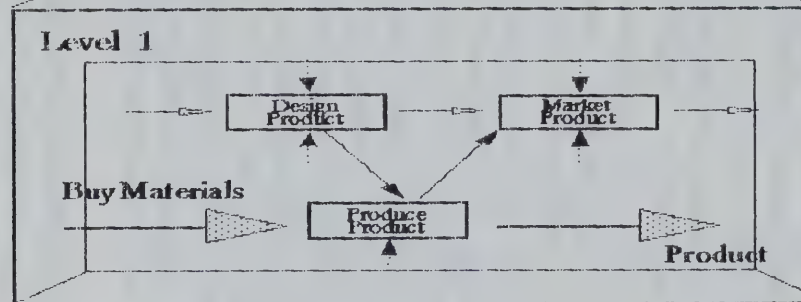 Level 1
Design
Product
Market
Product
Buy Materials
Produce
Product
Product